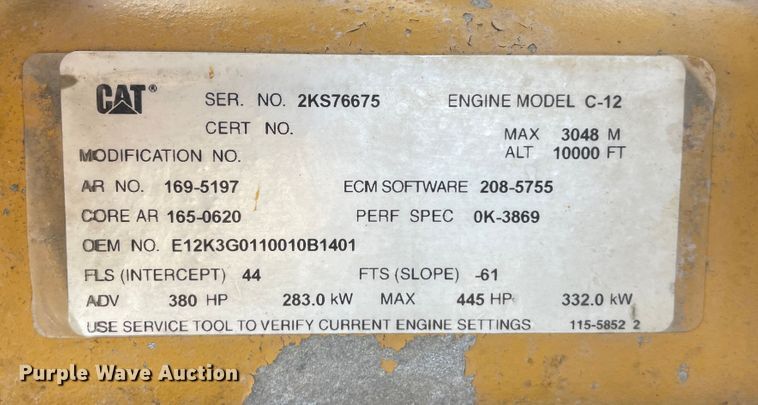 CAT® SER. NO. 2KS76675 ENGINE MODEL C-12
CERT NO. MAX 3048 M
MODIFICATION NO. ALT 10000 FT
AR NO. 169-5197 ECM SOFTWARE 208-5755
CORE AR 165-0620 PERF SPEC 0K-3869
OEM NO. E12K3G0110010B1401
FLS (INTERCEPT) 44 FTS (SLOPE) -61
ADV 380 HP 283.0 kW MAX 445 HP 332.0 kW
USE SERVICE TOOL TO VERIFY CURRENT ENGINE SETTINGS 115-5852 2
Purple Wave Auction